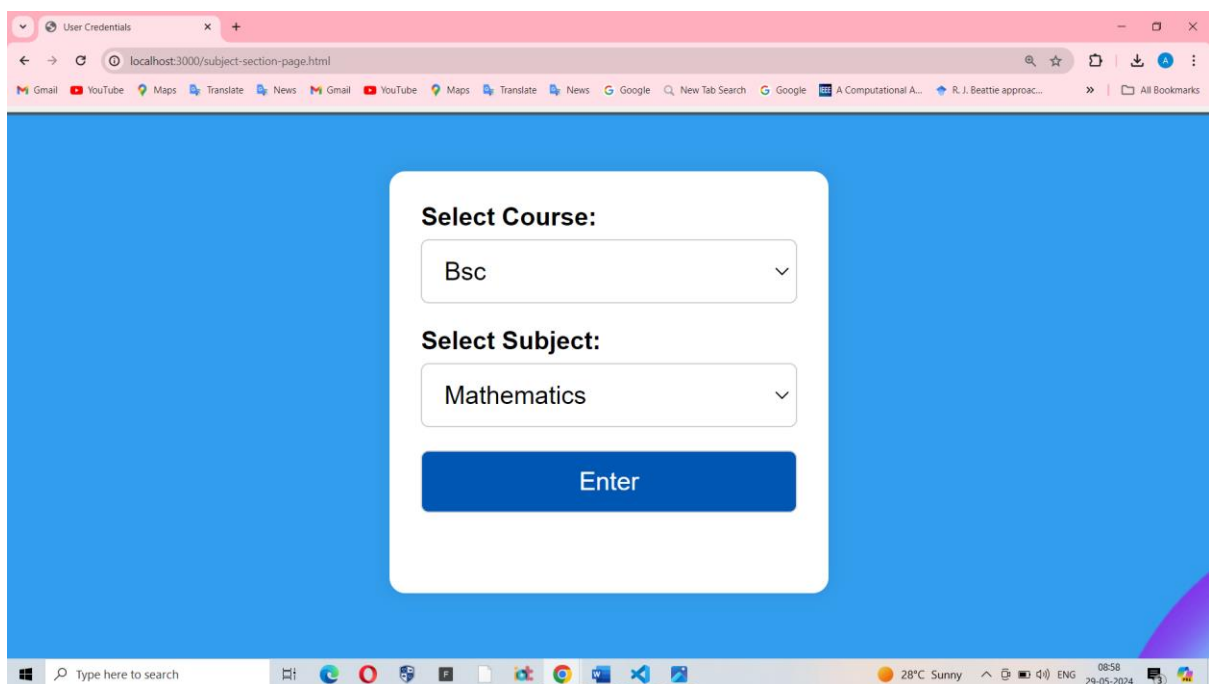 User Credentials
localhost:3000/subject-section-page.html
Gmail YouTube Maps Translate News Gmail YouTube Maps Translate News Google New Tab Search Google IEEE A Computational A... R. J. Beattie approac... » All Bookmarks
Select Course:
Bsc
Select Subject:
Mathematics
Enter
Type here to search
28°C Sunny
ENG
08:58
29-05-2024